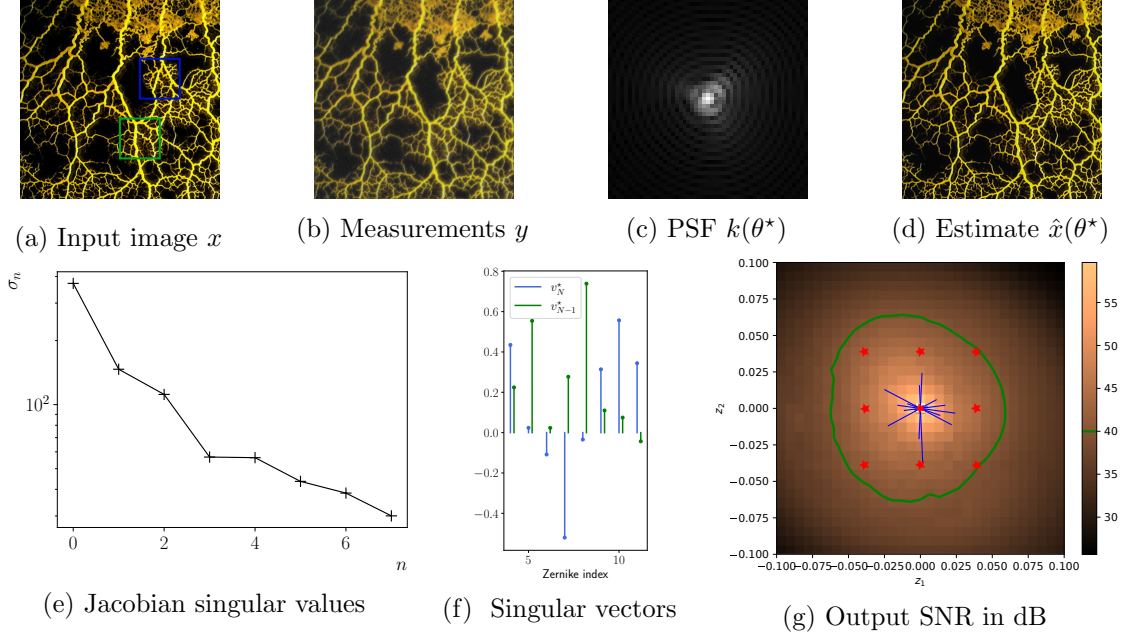 (a) Input image x
(b) Measurements y
(c) PSF k(θ⋆)
(d) Estimate x̂(θ⋆)
σₙ
10²
0 2 4 6
n
(e) Jacobian singular values
0.8
0.6
0.4
0.2
0.0
−0.2
−0.4
v⋆_N
v⋆_{N−1}
5 10
Zernike index
(f) Singular vectors
0.100
0.075
0.050
0.025
0.000
−0.025
−0.050
−0.075
−0.100
z₂
−0.100 −0.075 −0.050 −0.025 0.000 0.025 0.050 0.075 0.100
z₁
55
50
45
40
35
30
(g) Output SNR in dB